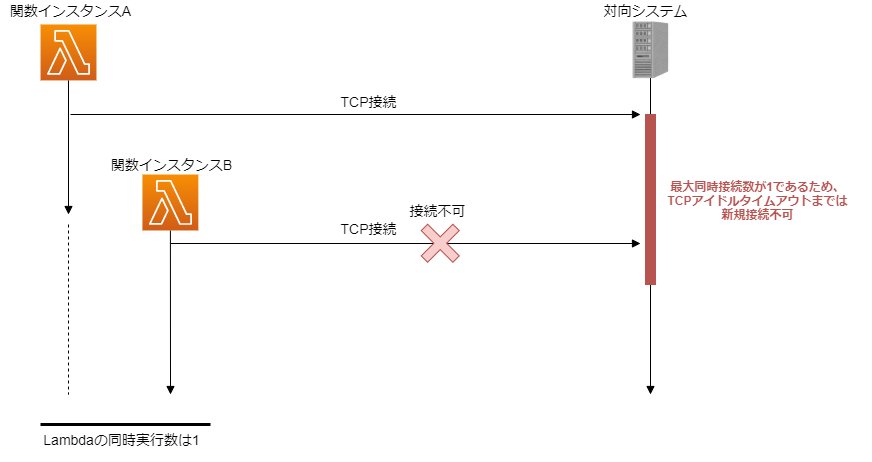 関数インスタンスA
対向システム
TCP接続
関数インスタンスB
最大同時接続数が1であるため、
TCPアイドルタイムアウトまでは
新規接続不可
接続不可
TCP接続
Lambdaの同時実行数は1